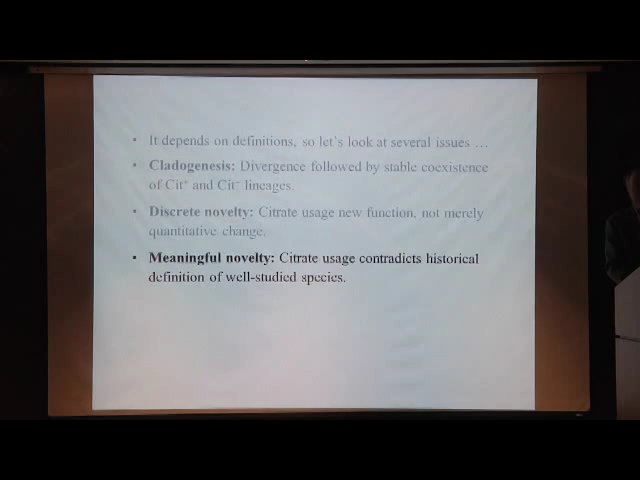 • It depends on definitions, so let's look at several issues …
• Cladogenesis: Divergence followed by stable coexistence
of Cit⁺ and Cit⁻ lineages.
• Discrete novelty: Citrate usage new function, not merely
quantitative change.
• Meaningful novelty: Citrate usage contradicts historical
definition of well-studied species.